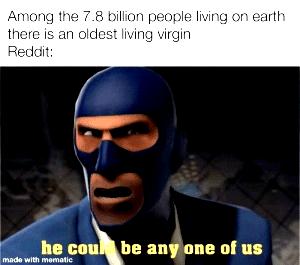 Among the 7.8 billion people living on earth
there is an oldest living virgin
Reddit:
he could be any one of us
made with mematic